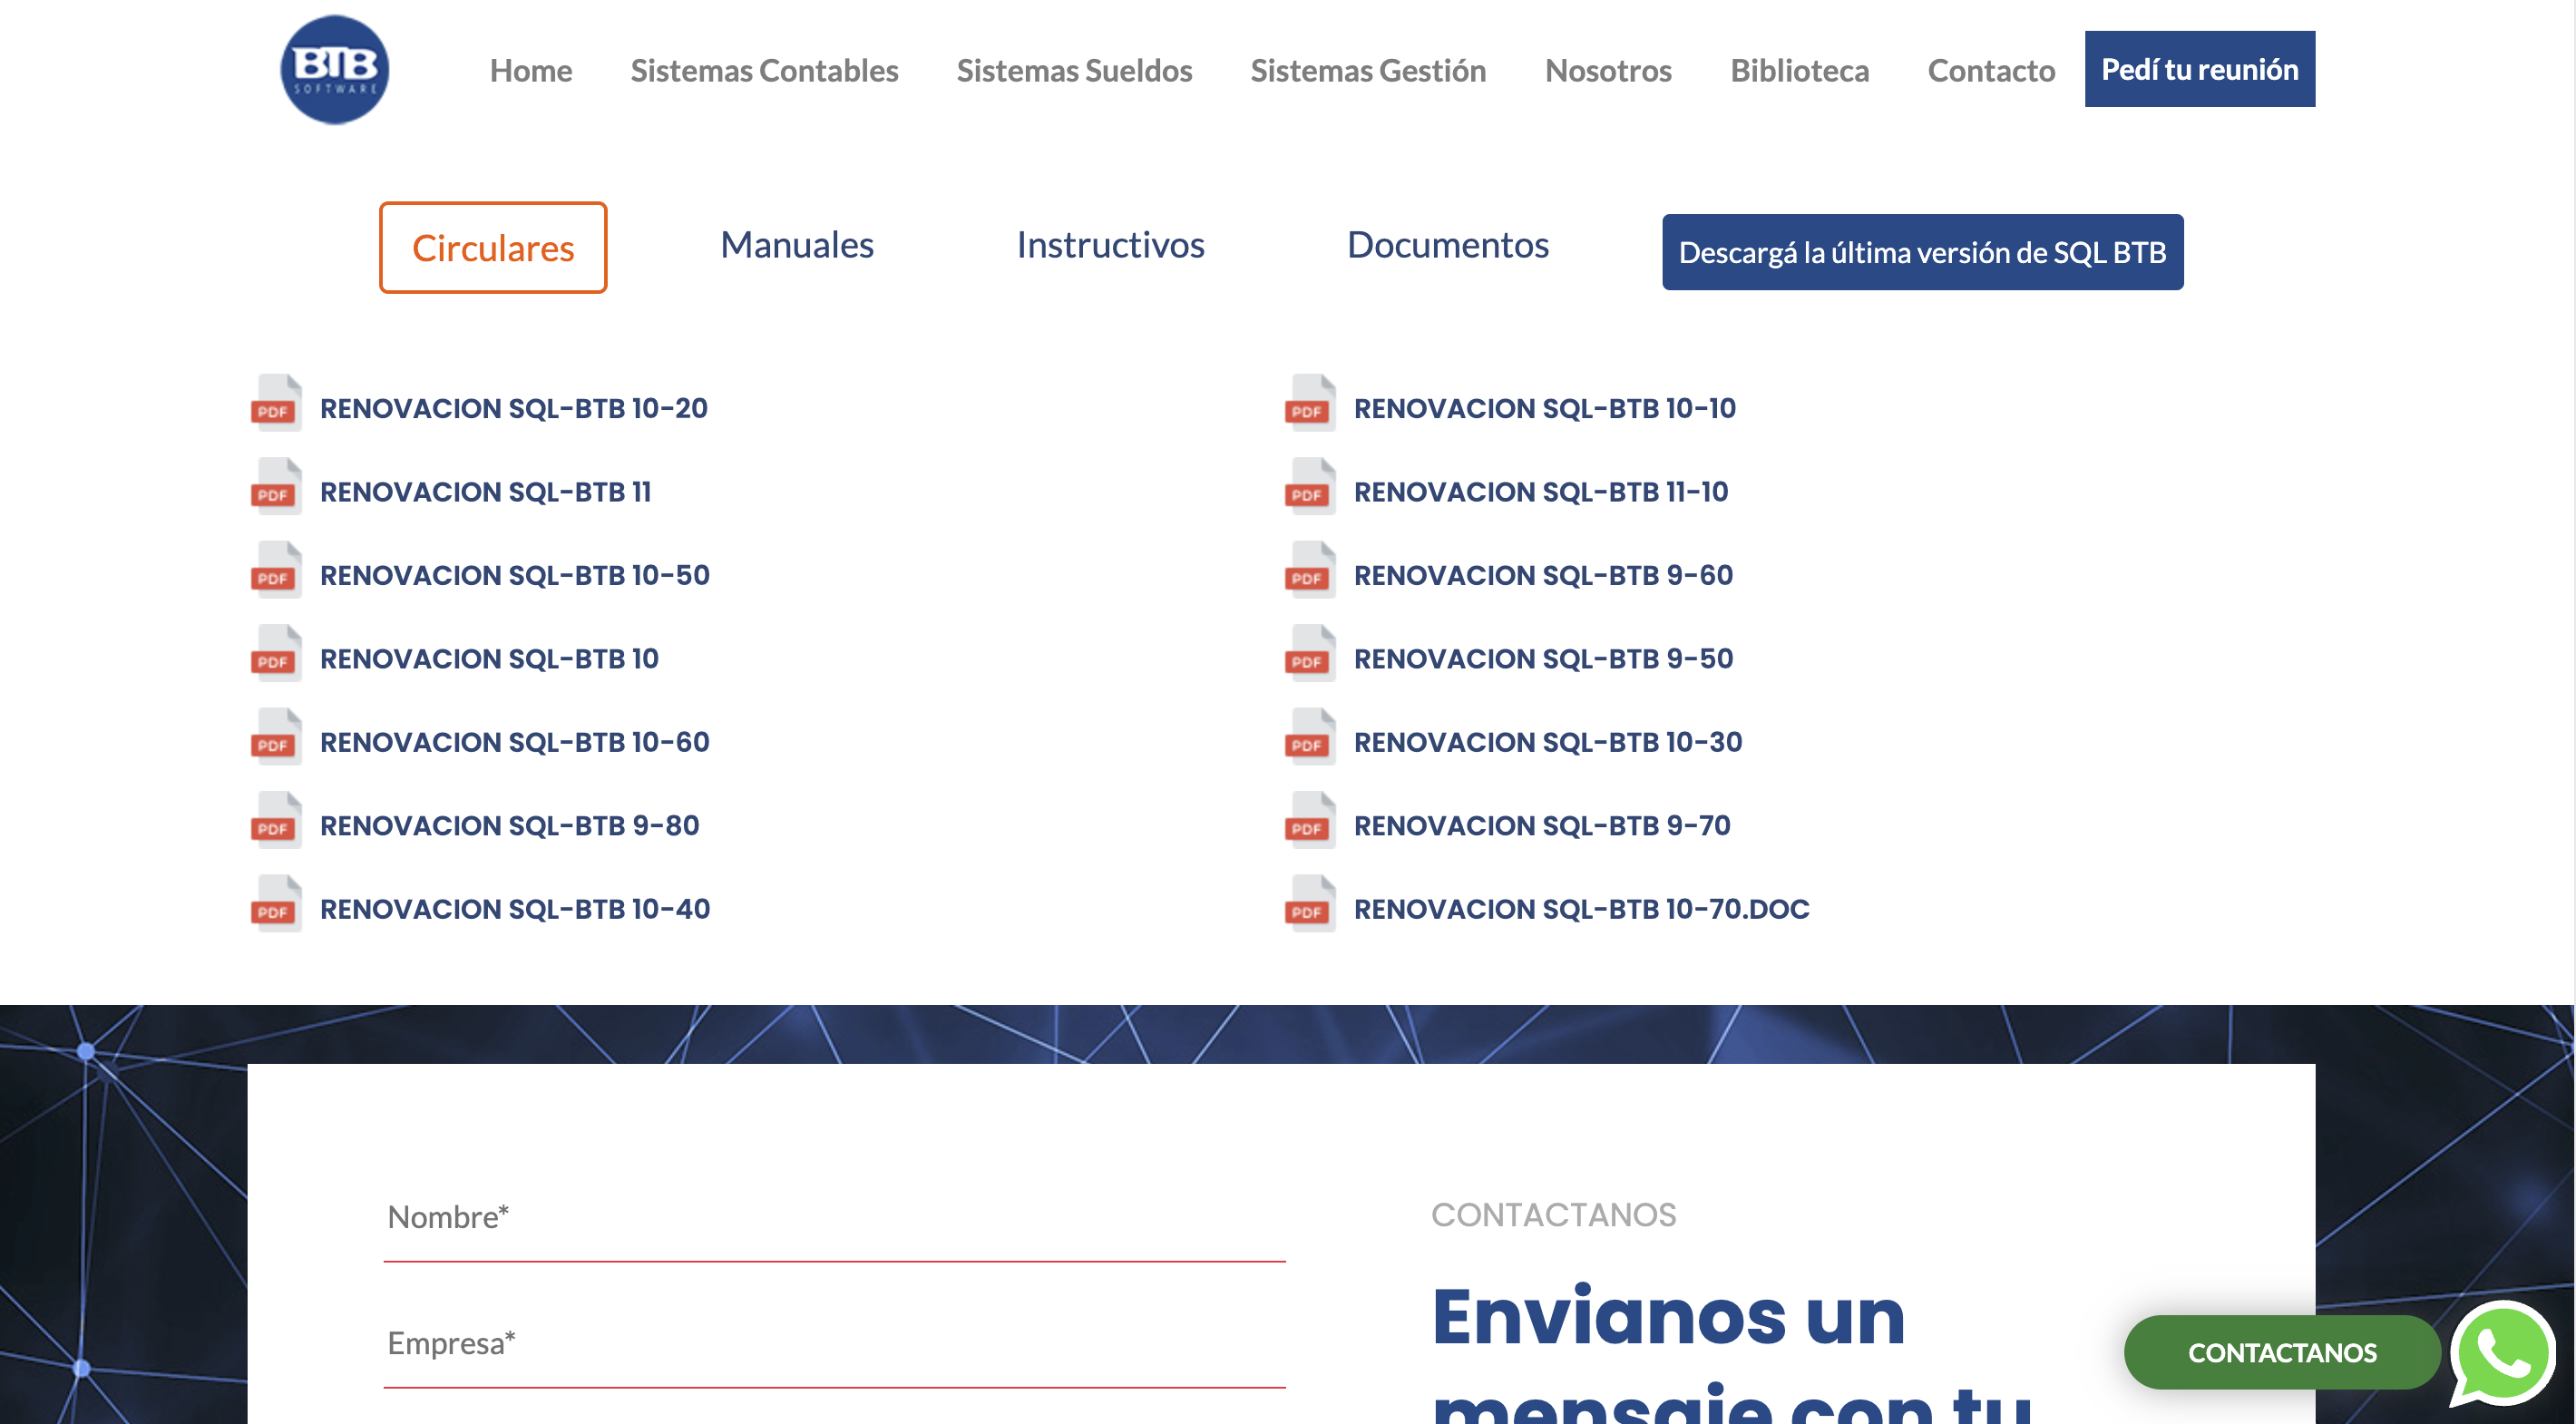 BTB
SOFTWARE
Home
Sistemas Contables
Sistemas Sueldos
Sistemas Gestión
Nosotros
Biblioteca
Contacto
Pedí tu reunión
Circulares
Manuales
Instructivos
Documentos
Descargá la última versión de SQL BTB
PDF RENOVACION SQL-BTB 10-20
PDF RENOVACION SQL-BTB 10-10
PDF RENOVACION SQL-BTB 11
PDF RENOVACION SQL-BTB 11-10
PDF RENOVACION SQL-BTB 10-50
PDF RENOVACION SQL-BTB 9-60
PDF RENOVACION SQL-BTB 10
PDF RENOVACION SQL-BTB 9-50
PDF RENOVACION SQL-BTB 10-60
PDF RENOVACION SQL-BTB 10-30
PDF RENOVACION SQL-BTB 9-80
PDF RENOVACION SQL-BTB 9-70
PDF RENOVACION SQL-BTB 10-40
PDF RENOVACION SQL-BTB 10-70.DOC
Nombre*
Empresa*
CONTACTANOS
Envianos un
mensaje con tu
CONTACTANOS